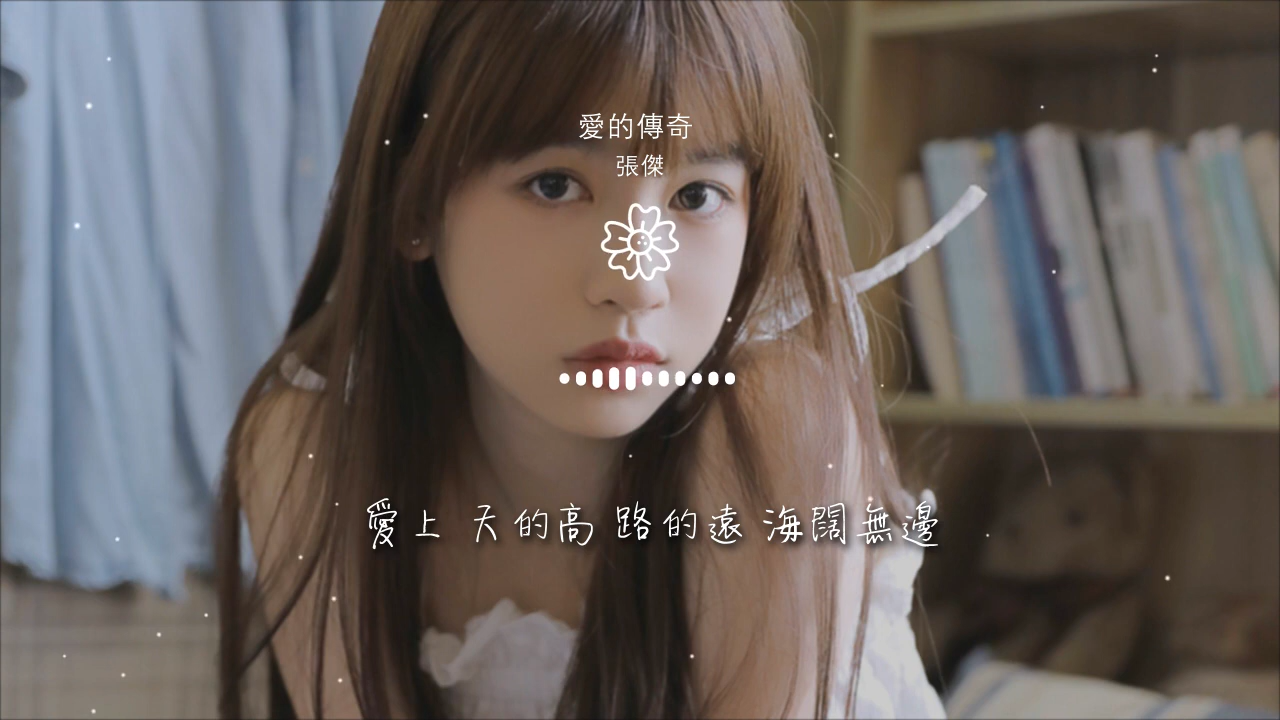 愛的傳奇
張傑
愛上 天的高 路的遠 海闊無邊